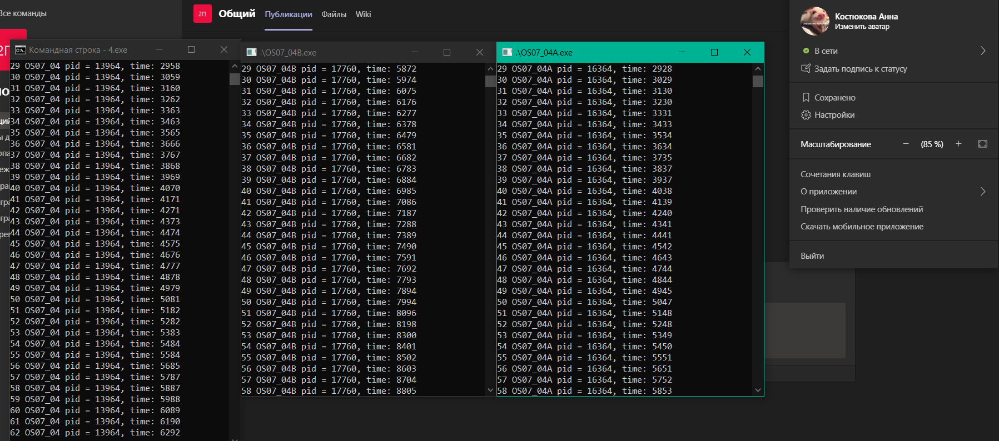 Все команды
2П
Общий
Публикации
Файлы
Wiki
2П
Командная строка - 4.exe
29 OS07_04 pid = 13964, time: 2958
30 OS07_04 pid = 13964, time: 3059
31 OS07_04 pid = 13964, time: 3160
32 OS07_04 pid = 13964, time: 3262
33 OS07_04 pid = 13964, time: 3363
34 OS07_04 pid = 13964, time: 3463
35 OS07_04 pid = 13964, time: 3565
36 OS07_04 pid = 13964, time: 3666
37 OS07_04 pid = 13964, time: 3767
38 OS07_04 pid = 13964, time: 3868
39 OS07_04 pid = 13964, time: 3969
40 OS07_04 pid = 13964, time: 4070
41 OS07_04 pid = 13964, time: 4171
42 OS07_04 pid = 13964, time: 4271
43 OS07_04 pid = 13964, time: 4373
44 OS07_04 pid = 13964, time: 4474
45 OS07_04 pid = 13964, time: 4575
46 OS07_04 pid = 13964, time: 4676
47 OS07_04 pid = 13964, time: 4777
48 OS07_04 pid = 13964, time: 4878
49 OS07_04 pid = 13964, time: 4979
50 OS07_04 pid = 13964, time: 5081
51 OS07_04 pid = 13964, time: 5182
52 OS07_04 pid = 13964, time: 5282
53 OS07_04 pid = 13964, time: 5383
54 OS07_04 pid = 13964, time: 5484
55 OS07_04 pid = 13964, time: 5584
56 OS07_04 pid = 13964, time: 5685
57 OS07_04 pid = 13964, time: 5787
58 OS07_04 pid = 13964, time: 5887
59 OS07_04 pid = 13964, time: 5988
60 OS07_04 pid = 13964, time: 6089
61 OS07_04 pid = 13964, time: 6190
62 OS07_04 pid = 13964, time: 6292
.\OS07_04B.exe
29 OS07_04B pid = 17760, time: 5872
30 OS07_04B pid = 17760, time: 5974
31 OS07_04B pid = 17760, time: 6075
32 OS07_04B pid = 17760, time: 6176
33 OS07_04B pid = 17760, time: 6277
34 OS07_04B pid = 17760, time: 6378
35 OS07_04B pid = 17760, time: 6479
36 OS07_04B pid = 17760, time: 6581
37 OS07_04B pid = 17760, time: 6682
38 OS07_04B pid = 17760, time: 6783
39 OS07_04B pid = 17760, time: 6884
40 OS07_04B pid = 17760, time: 6985
41 OS07_04B pid = 17760, time: 7086
42 OS07_04B pid = 17760, time: 7187
43 OS07_04B pid = 17760, time: 7288
44 OS07_04B pid = 17760, time: 7389
45 OS07_04B pid = 17760, time: 7490
46 OS07_04B pid = 17760, time: 7591
47 OS07_04B pid = 17760, time: 7692
48 OS07_04B pid = 17760, time: 7793
49 OS07_04B pid = 17760, time: 7894
50 OS07_04B pid = 17760, time: 7994
51 OS07_04B pid = 17760, time: 8096
52 OS07_04B pid = 17760, time: 8198
53 OS07_04B pid = 17760, time: 8300
54 OS07_04B pid = 17760, time: 8401
55 OS07_04B pid = 17760, time: 8502
56 OS07_04B pid = 17760, time: 8603
57 OS07_04B pid = 17760, time: 8704
58 OS07_04B pid = 17760, time: 8805
.\OS07_04A.exe
29 OS07_04A pid = 16364, time: 2928
30 OS07_04A pid = 16364, time: 3029
31 OS07_04A pid = 16364, time: 3130
32 OS07_04A pid = 16364, time: 3230
33 OS07_04A pid = 16364, time: 3331
34 OS07_04A pid = 16364, time: 3433
35 OS07_04A pid = 16364, time: 3534
36 OS07_04A pid = 16364, time: 3634
37 OS07_04A pid = 16364, time: 3735
38 OS07_04A pid = 16364, time: 3837
39 OS07_04A pid = 16364, time: 3937
40 OS07_04A pid = 16364, time: 4038
41 OS07_04A pid = 16364, time: 4139
42 OS07_04A pid = 16364, time: 4240
43 OS07_04A pid = 16364, time: 4341
44 OS07_04A pid = 16364, time: 4441
45 OS07_04A pid = 16364, time: 4542
46 OS07_04A pid = 16364, time: 4643
47 OS07_04A pid = 16364, time: 4744
48 OS07_04A pid = 16364, time: 4844
49 OS07_04A pid = 16364, time: 4945
50 OS07_04A pid = 16364, time: 5047
51 OS07_04A pid = 16364, time: 5148
52 OS07_04A pid = 16364, time: 5248
53 OS07_04A pid = 16364, time: 5349
54 OS07_04A pid = 16364, time: 5450
55 OS07_04A pid = 16364, time: 5551
56 OS07_04A pid = 16364, time: 5651
57 OS07_04A pid = 16364, time: 5752
58 OS07_04A pid = 16364, time: 5853
Костюкова Анна
Изменить аватар
В сети
Задать подпись к статусу
Сохранено
Настройки
Масштабирование
(85 %)
Сочетания клавиш
О приложении
Проверить наличие обновлений
Скачать мобильное приложение
Выйти